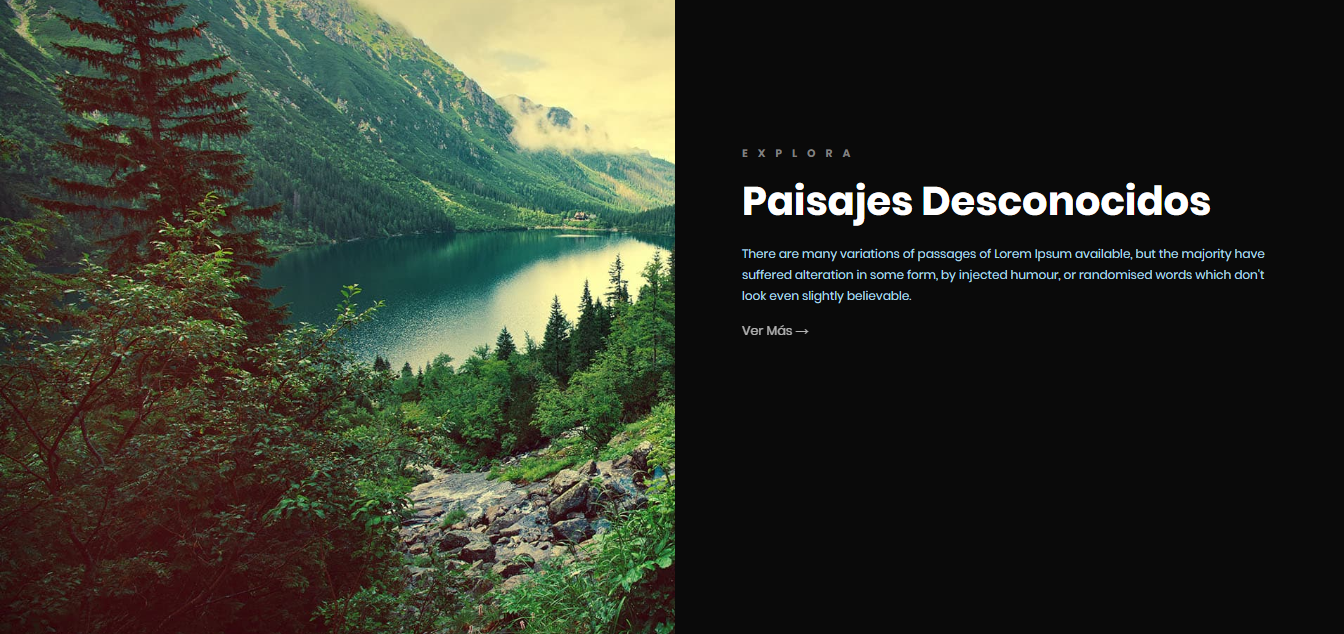 EXPLORA
Paisajes Desconocidos
There are many variations of passages of Lorem Ipsum available, but the majority have
suffered alteration in some form, by injected humour, or randomised words which don't
look even slightly believable.
Ver Más →